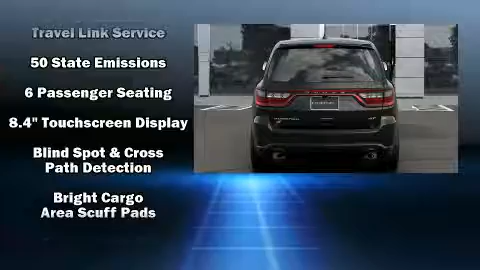 Travel Link Service
50 State Emissions
6 Passenger Seating
8.4" Touchscreen Display
Blind Spot & Cross
Path Detection
Bright Cargo
Area Scuff Pads